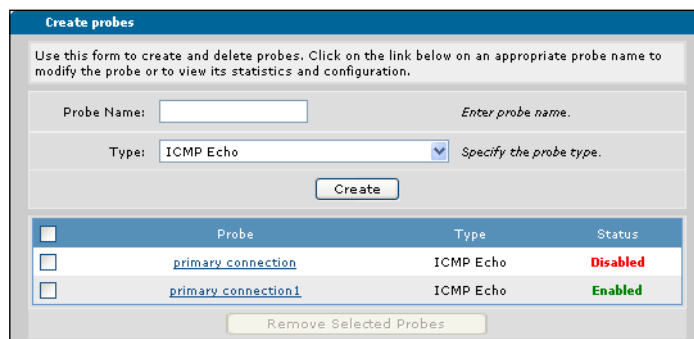 Create probes
Use this form to create and delete probes. Click on the link below on an appropriate probe name to
modify the probe or to view its statistics and configuration.
Probe Name: Enter probe name.
Type: ICMP Echo Specify the probe type.
Create
Probe Type Status
primary connection ICMP Echo Disabled
primary connection1 ICMP Echo Enabled
Remove Selected Probes